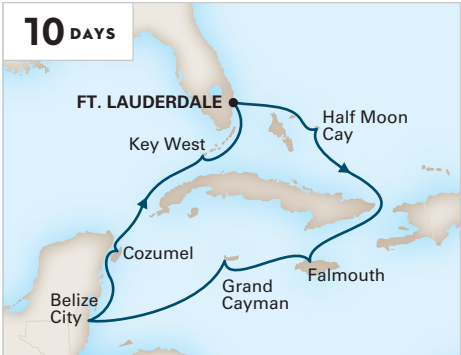 10 DAYS
FT. LAUDERDALE
Half Moon
Cay
Key West
Cozumel
Falmouth
Grand
Cayman
Belize
City